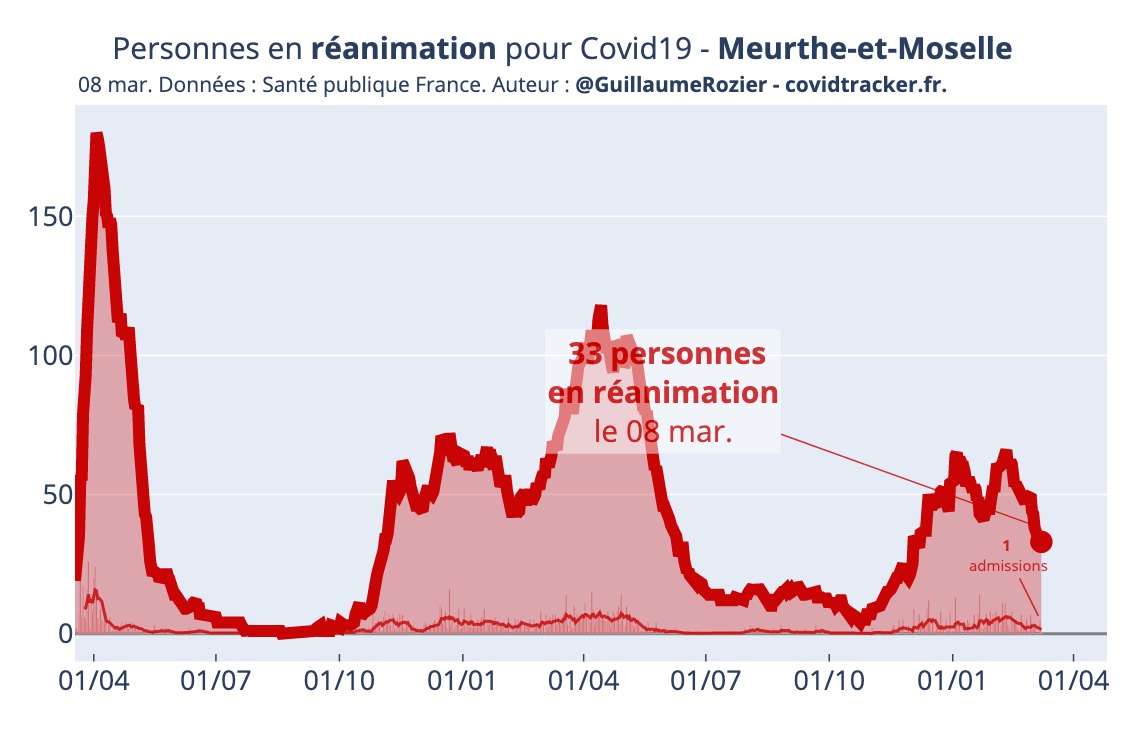 Personnes en réanimation pour Covid19 - Meurthe-et-Moselle
08 mar. Données : Santé publique France. Auteur : @GuillaumeRozier - covidtracker.fr.
150
100
50
0
33 personnes
en réanimation
le 08 mar.
1
admissions
01/04 01/07 01/10 01/01 01/04 01/07 01/10 01/01 01/04